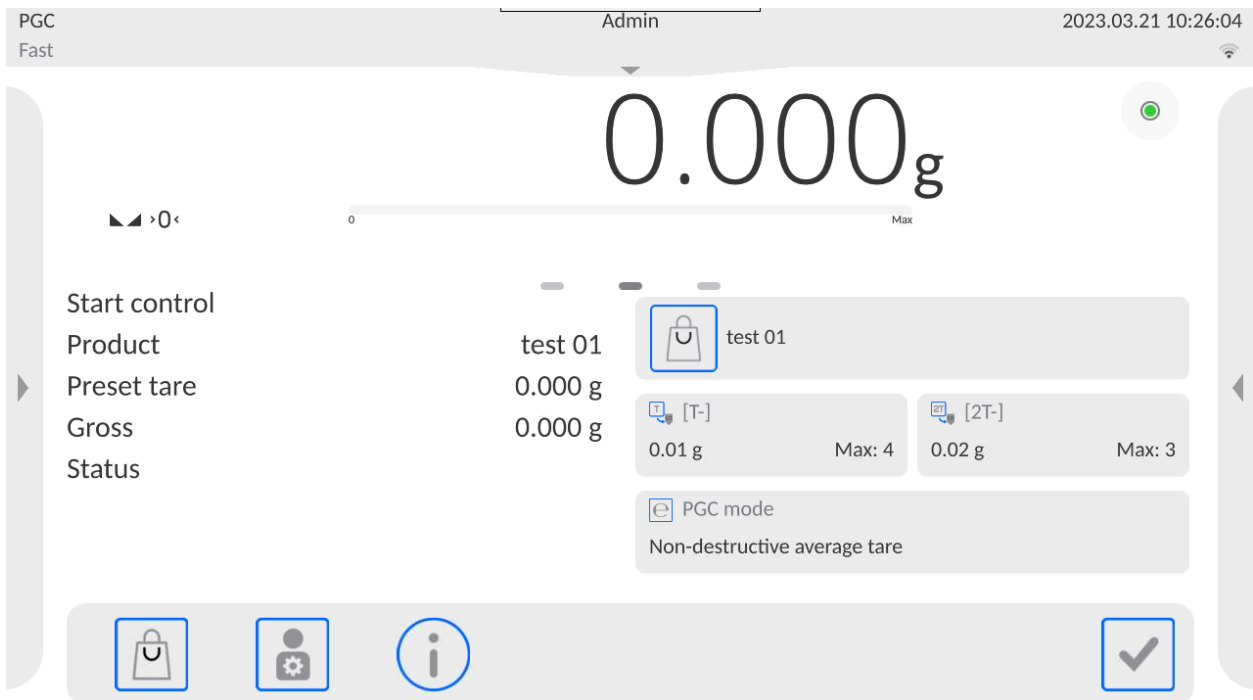 PGC
Admin
2023.03.21 10:26:04
Fast
0.000 g
>0<
0
Max
Start control
Product test 01
Preset tare 0.000 g
Gross 0.000 g
Status
test 01
T [T-]
0.01 g Max: 4
2T [2T-]
0.02 g Max: 3
e PGC mode
Non-destructive average tare
i